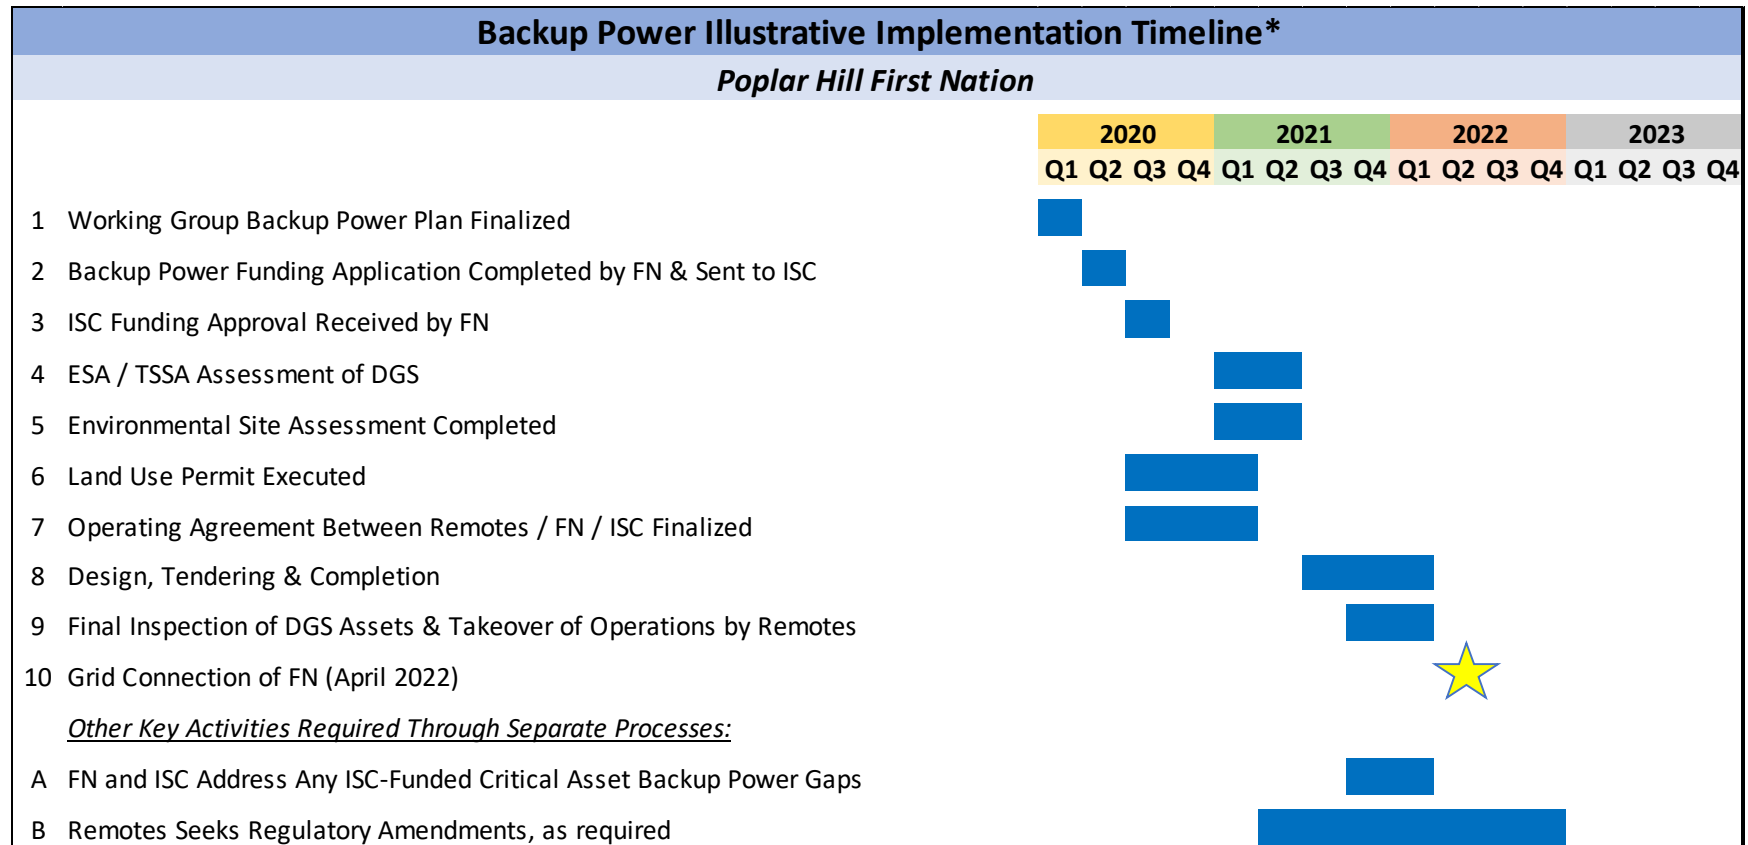 Backup Power Illustrative Implementation Timeline*
Poplar Hill First Nation
2020 2021 2022 2023
Q1 Q2 Q3 Q4 Q1 Q2 Q3 Q4 Q1 Q2 Q3 Q4 Q1 Q2 Q3 Q4
1 Working Group Backup Power Plan Finalized
2 Backup Power Funding Application Completed by FN & Sent to ISC
3 ISC Funding Approval Received by FN
4 ESA / TSSA Assessment of DGS
5 Environmental Site Assessment Completed
6 Land Use Permit Executed
7 Operating Agreement Between Remotes / FN / ISC Finalized
8 Design, Tendering & Completion
9 Final Inspection of DGS Assets & Takeover of Operations by Remotes
10 Grid Connection of FN (April 2022)
Other Key Activities Required Through Separate Processes:
A FN and ISC Address Any ISC-Funded Critical Asset Backup Power Gaps
B Remotes Seeks Regulatory Amendments, as required